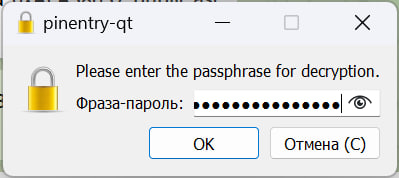 pinentry-qt
Please enter the passphrase for decryption.
Фраза-пароль: ●●●●●●●●●●●●●●●
OK Отмена (C)